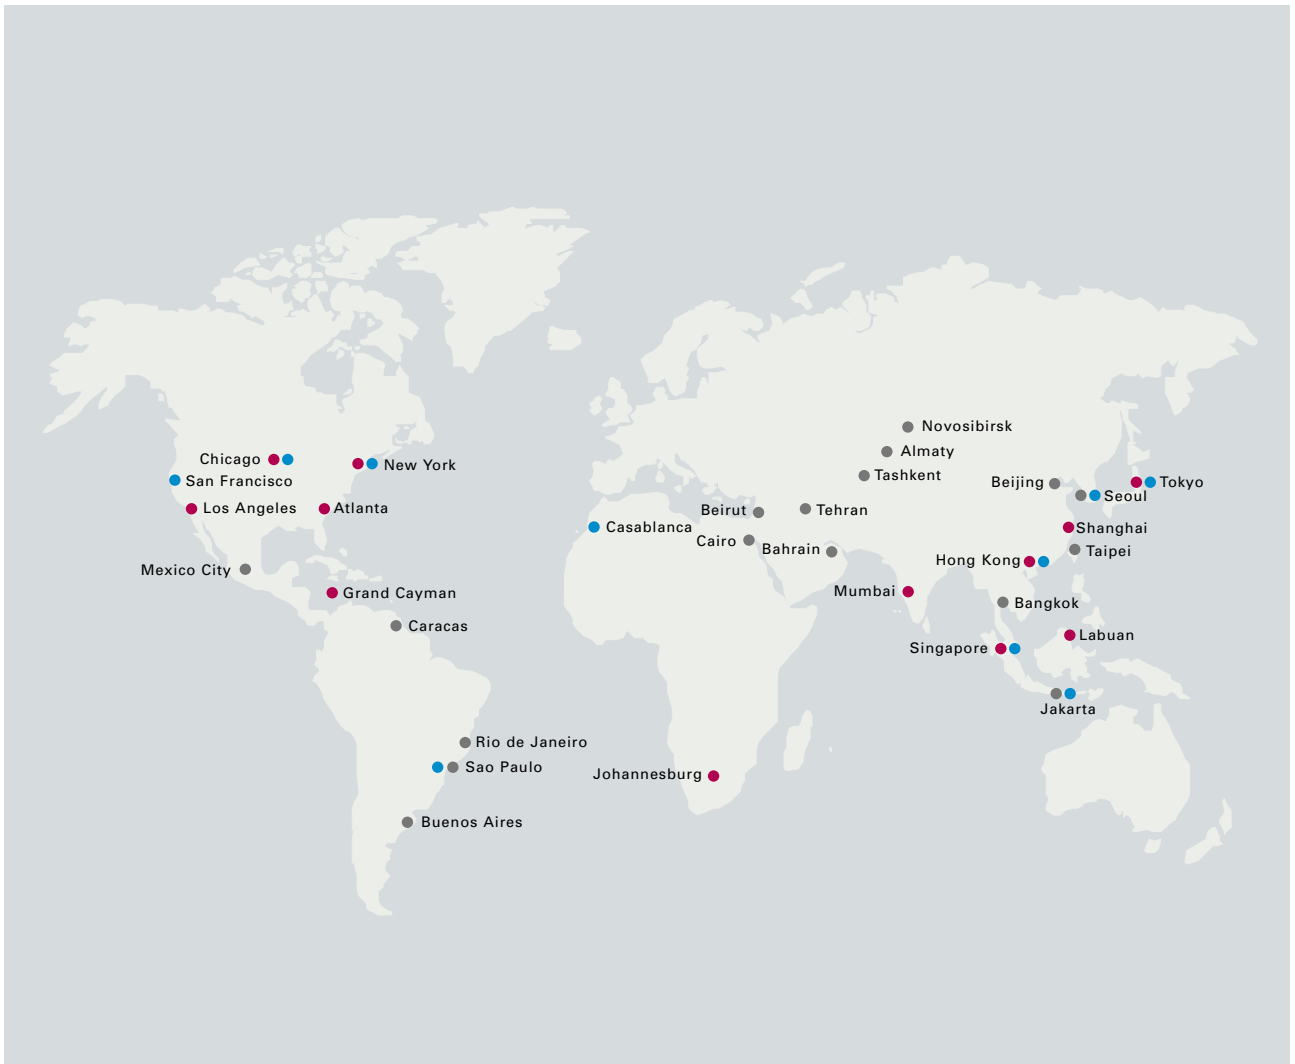 Novosibirsk
Almaty
Chicago
New York
Tashkent
San Francisco
Beijing
Tokyo
Seoul
Los Angeles
Atlanta
Beirut
Tehran
Casablanca
Shanghai
Cairo
Bahrain
Taipei
Hong Kong
Mexico City
Grand Cayman
Mumbai
Bangkok
Caracas
Labuan
Singapore
Jakarta
Rio de Janeiro
Sao Paulo
Johannesburg
Buenos Aires